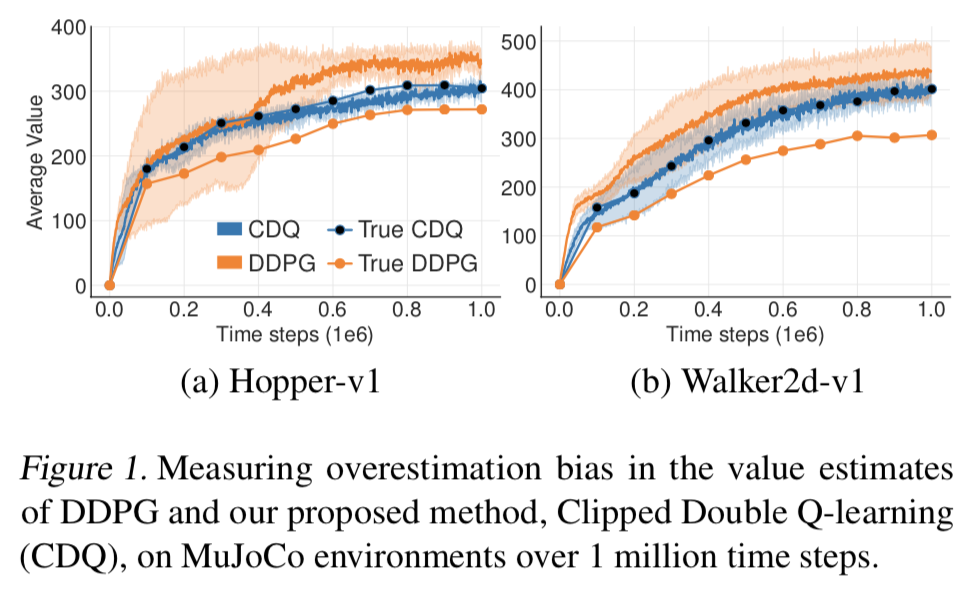 400
300
200
100
0
Average Value
0.0 0.2 0.4 0.6 0.8 1.0
Time steps (1e6)
CDQ True CDQ
DDPG True DDPG
(a) Hopper-v1
500
400
300
200
100
0
0.0 0.2 0.4 0.6 0.8 1.0
Time steps (1e6)
(b) Walker2d-v1
Figure 1. Measuring overestimation bias in the value estimates
of DDPG and our proposed method, Clipped Double Q-learning
(CDQ), on MuJoCo environments over 1 million time steps.